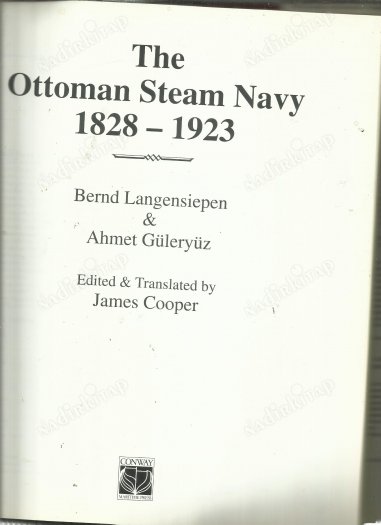 The
Ottoman Steam Navy
1828 – 1923
Bernd Langensiepen
&
Ahmet Güleryüz
Edited & Translated by
James Cooper
CONWAY
MARITIME PRESS